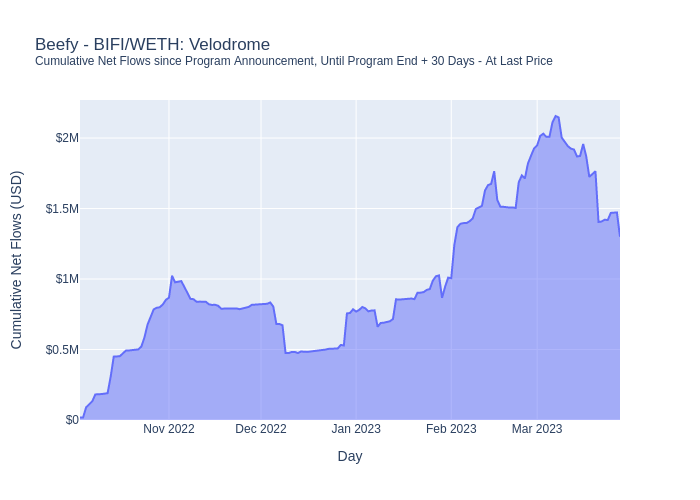 Beefy - BIFI/WETH: Velodrome
Cumulative Net Flows since Program Announcement, Until Program End + 30 Days - At Last Price
Cumulative Net Flows (USD)
$2M
$1.5M
$1M
$0.5M
$0
Nov 2022
Dec 2022
Jan 2023
Feb 2023
Mar 2023
Day